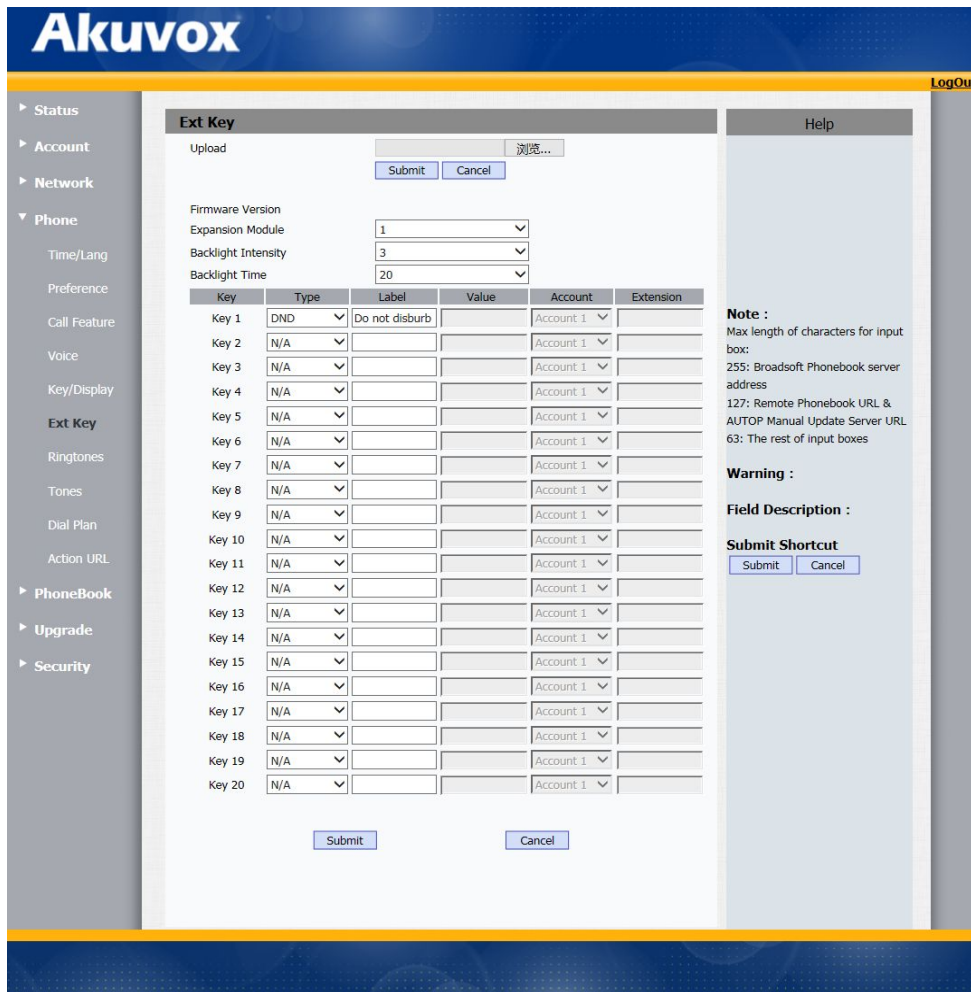 Akuvox
LogOu
Status
Account
Network
Phone
Time/Lang
Preference
Call Feature
Voice
Key/Display
Ext Key
Ringtones
Tones
Dial Plan
Action URL
PhoneBook
Upgrade
Security
Ext Key
Upload 浏览...
Submit Cancel
Firmware Version
Expansion Module 1
Backlight Intensity 3
Backlight Time 20
Key Type Label Value Account Extension
Key 1 DND Do not disburb Account 1
Key 2 N/A Account 1
Key 3 N/A Account 1
Key 4 N/A Account 1
Key 5 N/A Account 1
Key 6 N/A Account 1
Key 7 N/A Account 1
Key 8 N/A Account 1
Key 9 N/A Account 1
Key 10 N/A Account 1
Key 11 N/A Account 1
Key 12 N/A Account 1
Key 13 N/A Account 1
Key 14 N/A Account 1
Key 15 N/A Account 1
Key 16 N/A Account 1
Key 17 N/A Account 1
Key 18 N/A Account 1
Key 19 N/A Account 1
Key 20 N/A Account 1
Submit Cancel
Help
Note :
Max length of characters for input
box:
255: Broadsoft Phonebook server
address
127: Remote Phonebook URL &
AUTOP Manual Update Server URL
63: The rest of input boxes
Warning :
Field Description :
Submit Shortcut
Submit Cancel